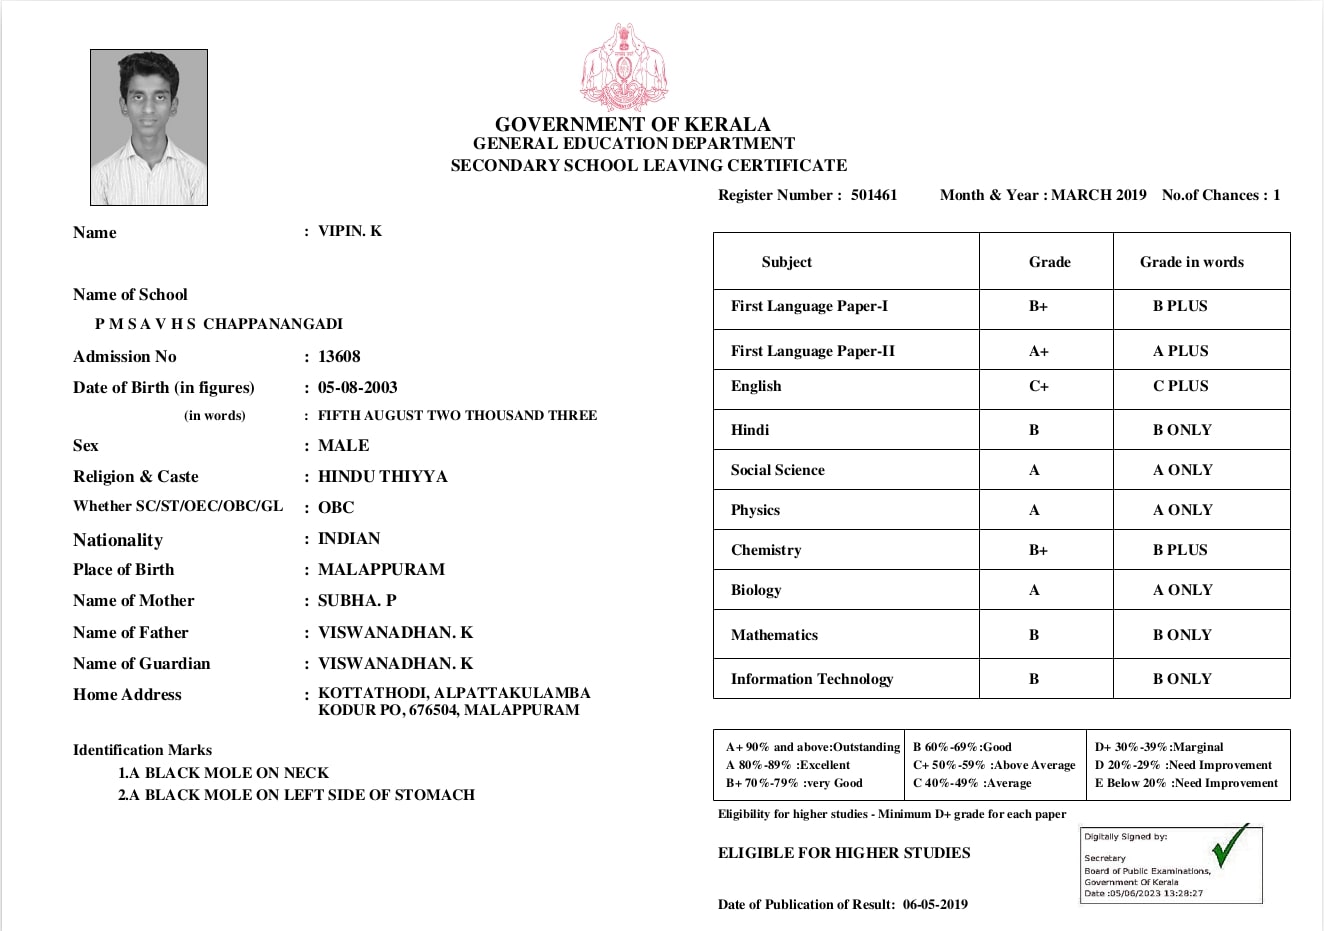 GOVERNMENT OF KERALA
GENERAL EDUCATION DEPARTMENT
SECONDARY SCHOOL LEAVING CERTIFICATE
Register Number : 501461 Month & Year : MARCH 2019 No.of Chances : 1
Name : VIPIN. K
Name of School
P M S A V H S CHAPPANANGADI
Admission No : 13608
Date of Birth (in figures) : 05-08-2003
(in words) : FIFTH AUGUST TWO THOUSAND THREE
Sex : MALE
Religion & Caste : HINDU THIYYA
Whether SC/ST/OEC/OBC/GL : OBC
Nationality : INDIAN
Place of Birth : MALAPPURAM
Name of Mother : SUBHA. P
Name of Father : VISWANADHAN. K
Name of Guardian : VISWANADHAN. K
Home Address : KOTTATHODI, ALPATTAKULAMBA
KODUR PO, 676504, MALAPPURAM
Identification Marks
1.A BLACK MOLE ON NECK
2.A BLACK MOLE ON LEFT SIDE OF STOMACH
Subject Grade Grade in words
First Language Paper-I B+ B PLUS
First Language Paper-II A+ A PLUS
English C+ C PLUS
Hindi B B ONLY
Social Science A A ONLY
Physics A A ONLY
Chemistry B+ B PLUS
Biology A A ONLY
Mathematics B B ONLY
Information Technology B B ONLY
A+ 90% and above:Outstanding B 60%-69%:Good D+ 30%-39%:Marginal
A 80%-89% :Excellent C+ 50%-59% :Above Average D 20%-29% :Need Improvement
B+ 70%-79% :very Good C 40%-49% :Average E Below 20% :Need Improvement
Eligibility for higher studies - Minimum D+ grade for each paper
ELIGIBLE FOR HIGHER STUDIES
Date of Publication of Result: 06-05-2019
Digitally Signed by:
Secretary
Board of Public Examinations,
Government Of Kerala
Date :05/06/2023 13:28:27